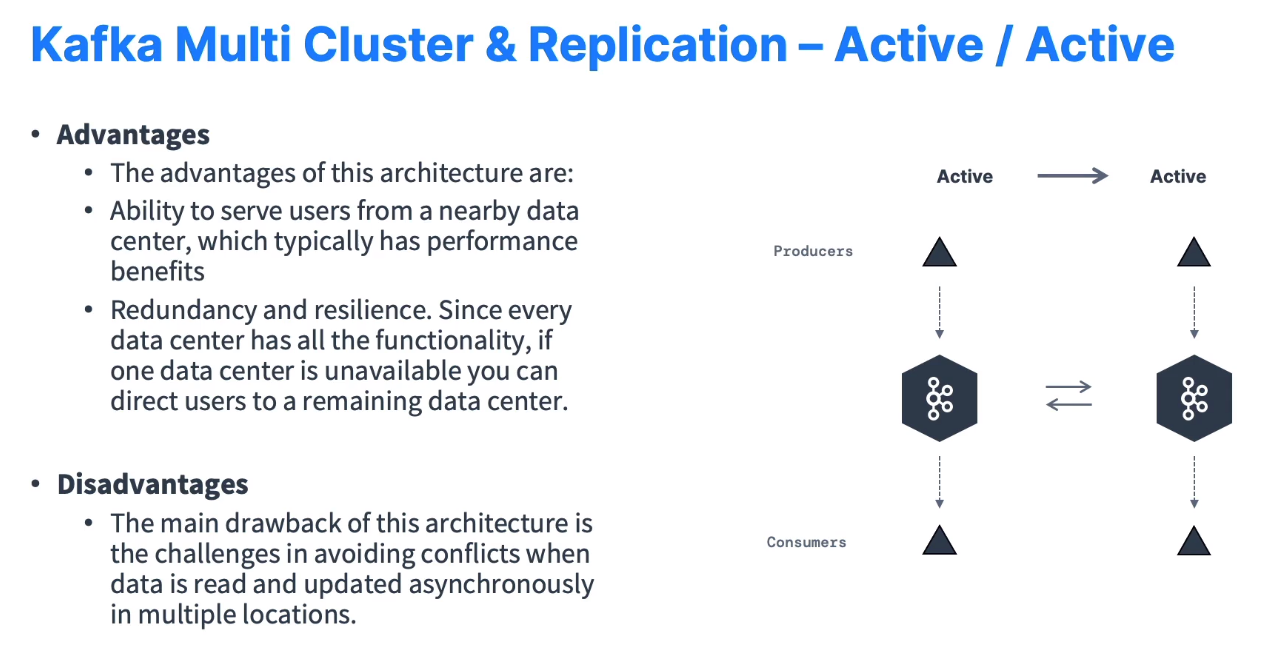 Kafka Multi Cluster & Replication – Active / Active
• Advantages
• The advantages of this architecture are:
• Ability to serve users from a nearby data
center, which typically has performance
benefits
• Redundancy and resilience. Since every
data center has all the functionality, if
one data center is unavailable you can
direct users to a remaining data center.
• Disadvantages
• The main drawback of this architecture is
the challenges in avoiding conflicts when
data is read and updated asynchronously
in multiple locations.
Active Active
Producers
Consumers